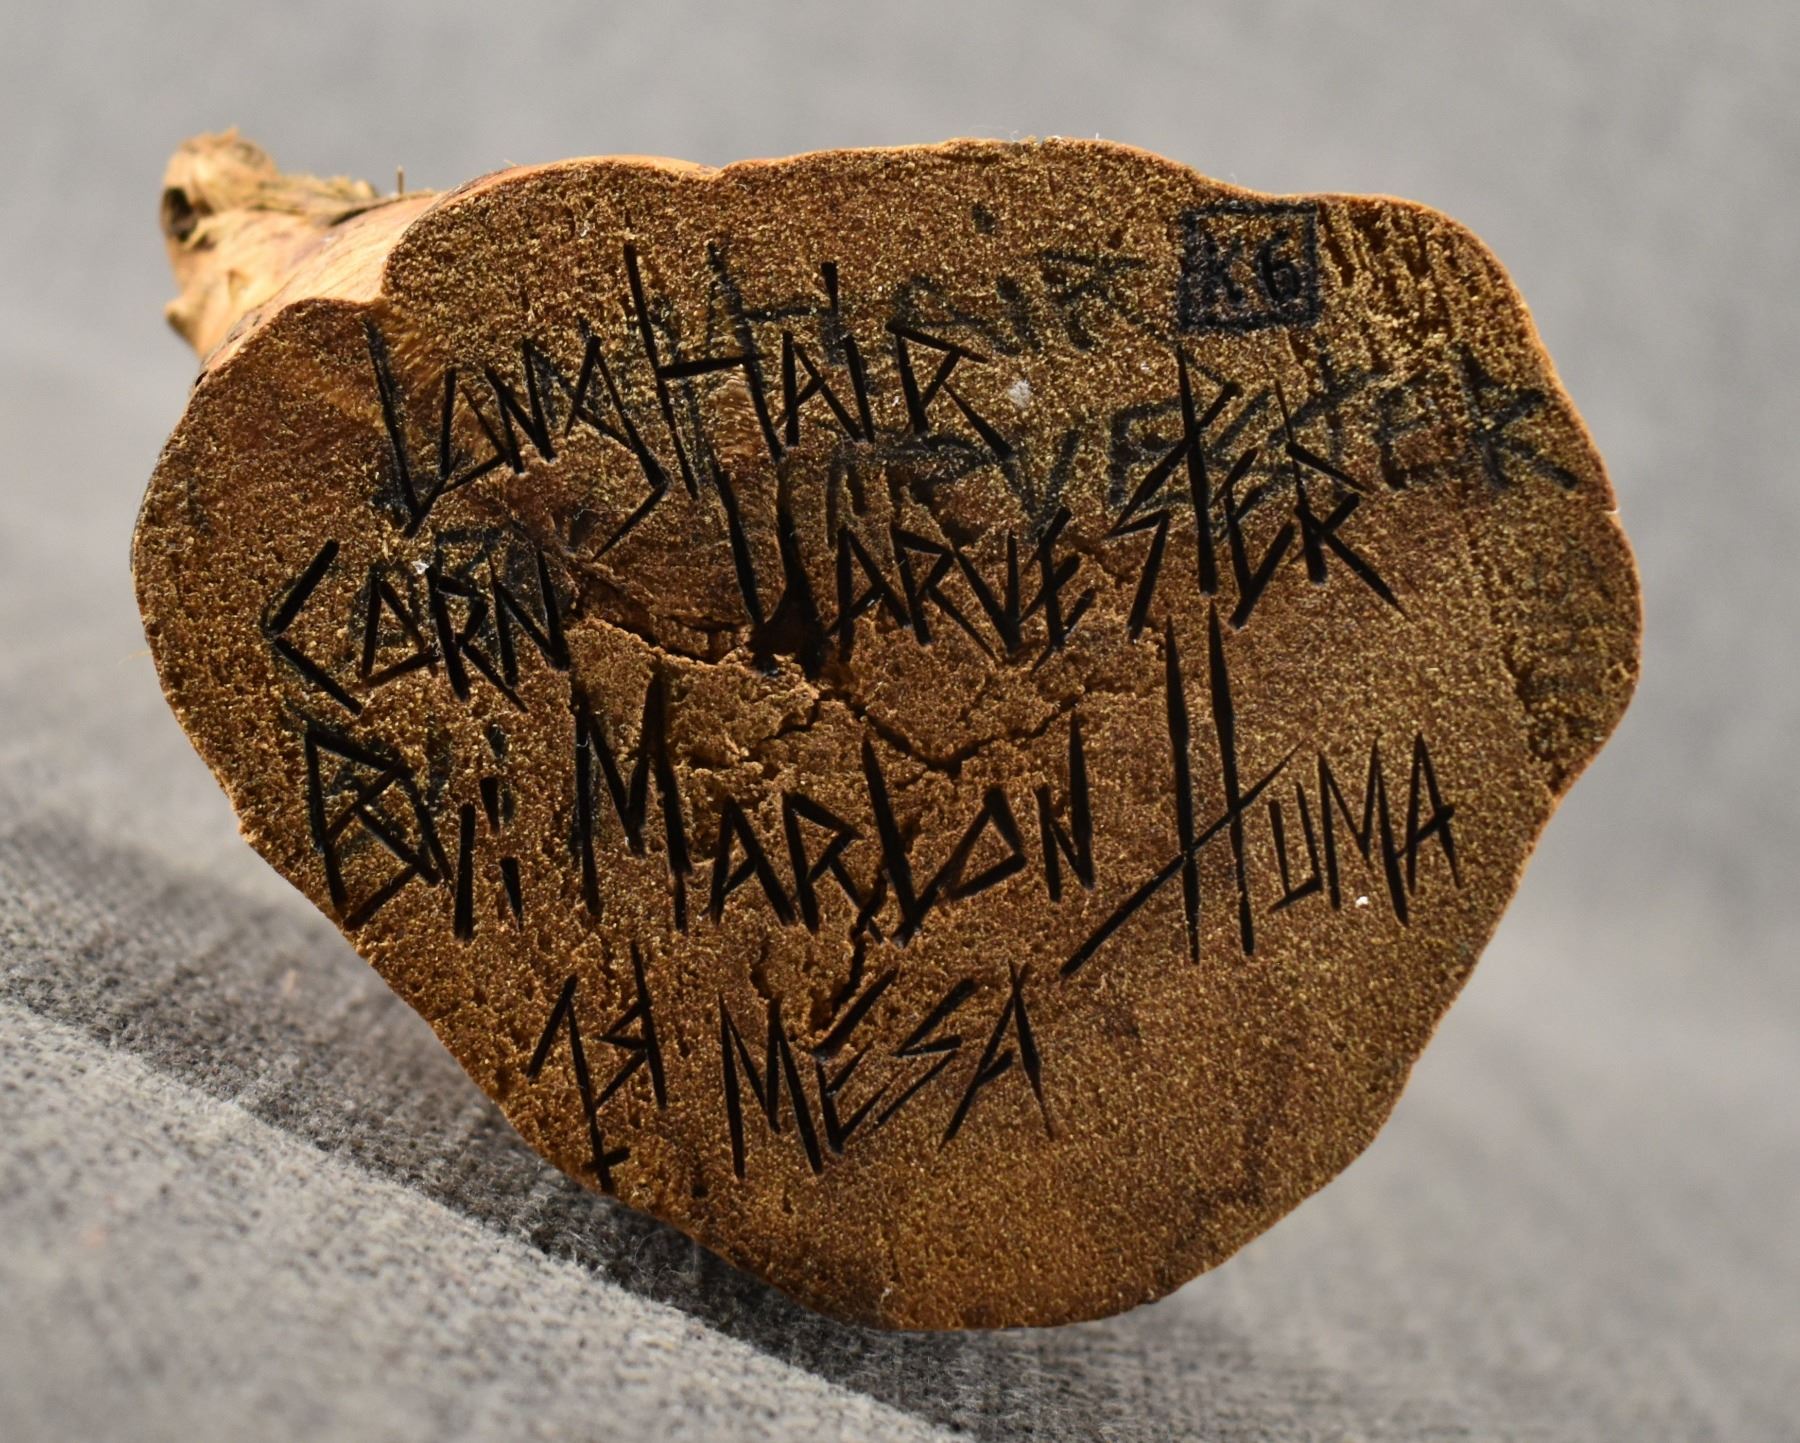 K6
Long Hair
Corn Harvester
By: Marlon Huma
1st Mesa